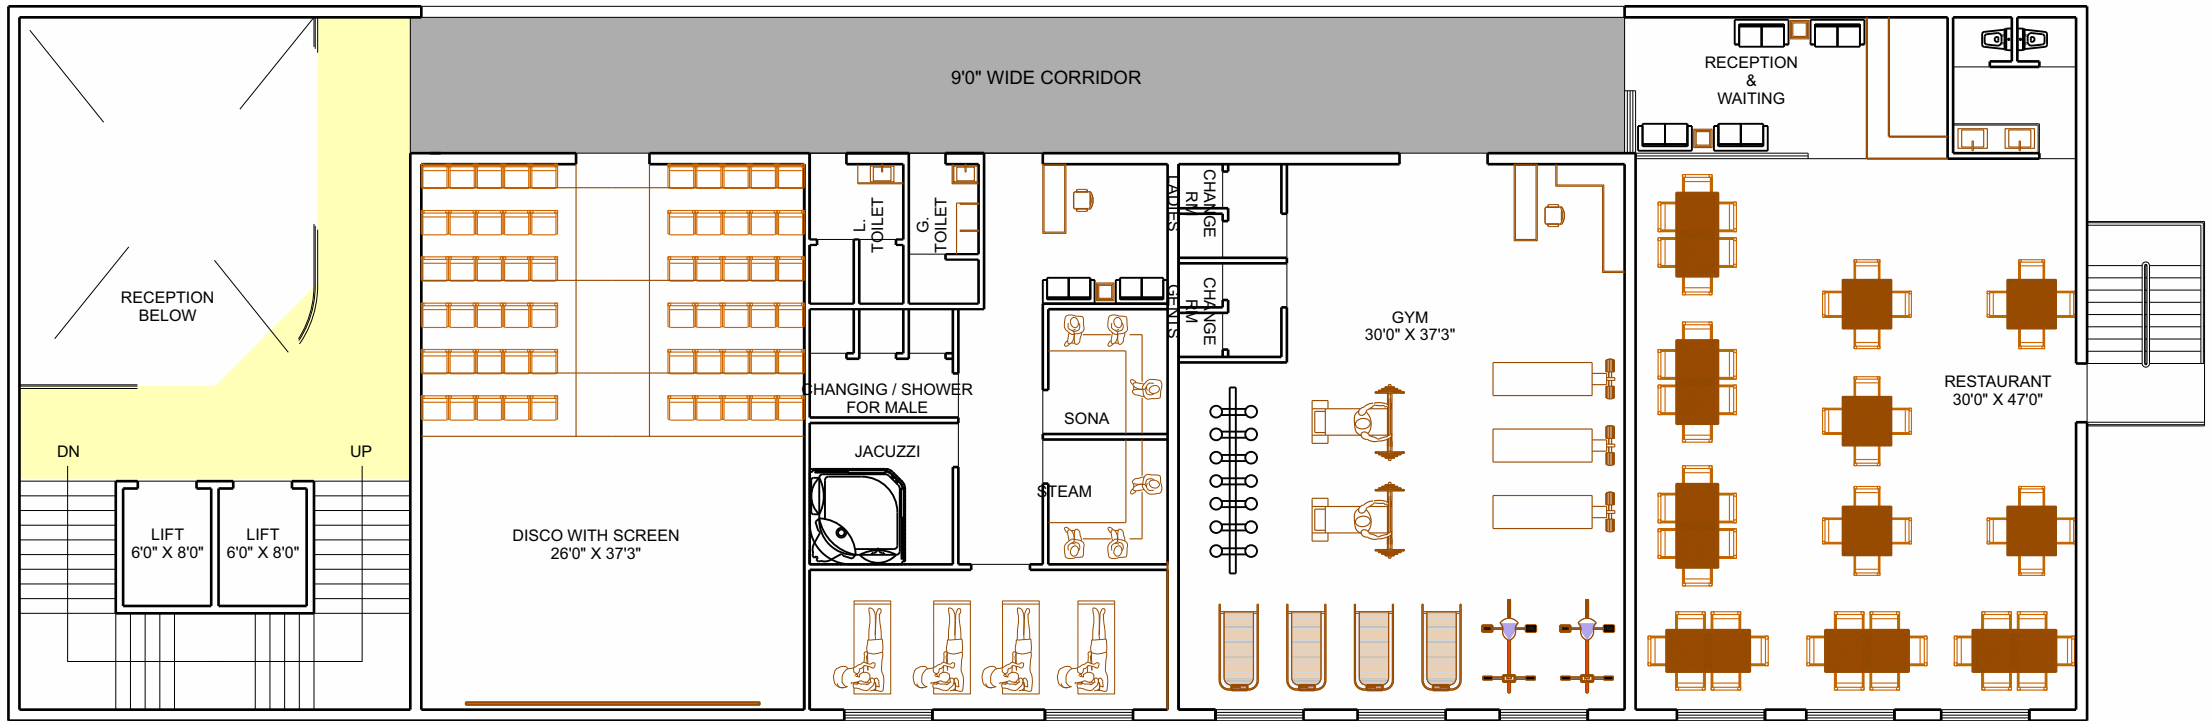 9'0" WIDE CORRIDOR
RECEPTION
&
WAITING
L.
TOILET
G.
TOILET
LADIES
CHANGE
RM
GENTS
CHANGE
RM
RECEPTION
BELOW
GYM
30'0" X 37'3"
RESTAURANT
30'0" X 47'0"
CHANGING / SHOWER
FOR MALE
SONA
DN
UP
JACUZZI
STEAM
LIFT
6'0" X 8'0"
LIFT
6'0" X 8'0"
DISCO WITH SCREEN
26'0" X 37'3"